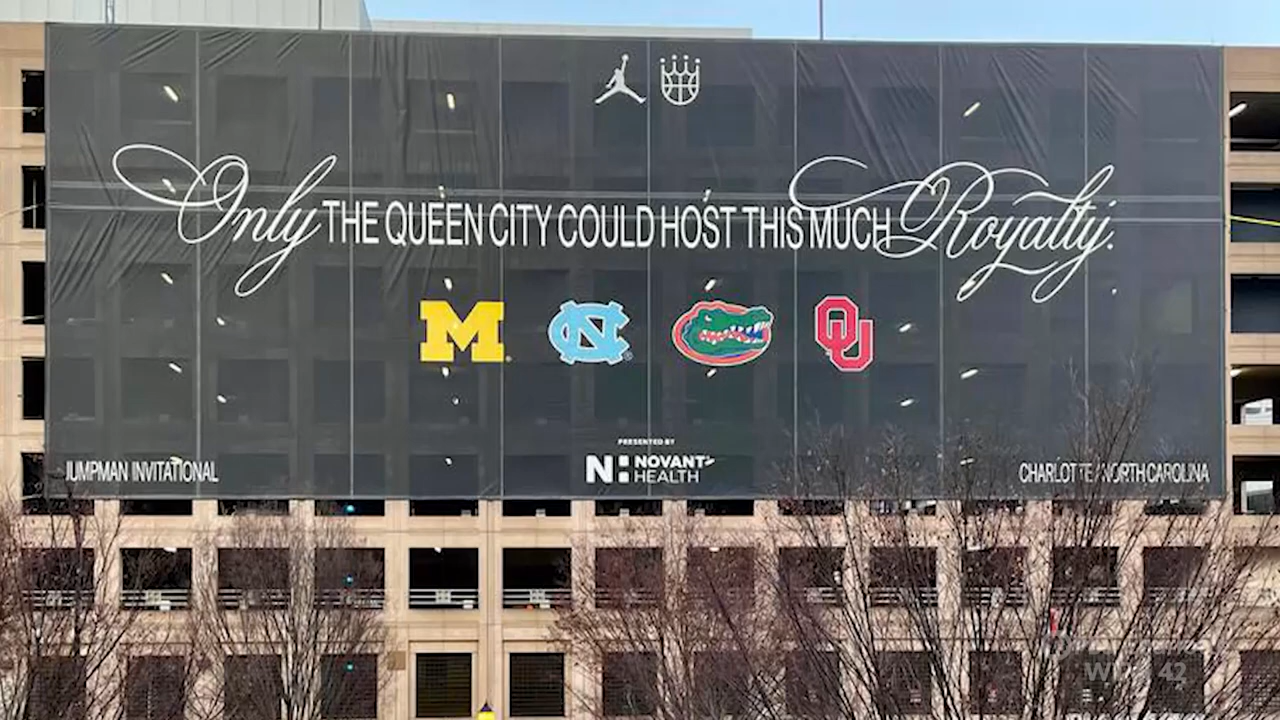 Only THE QUEEN CITY COULD HOST THIS MUCH Royalty.
M NC OU
PRESENTED BY
N:H NOVANT
HEALTH
JUMPMAN INVITATIONAL
CHARLOTTE / NORTH CAROLINA
42